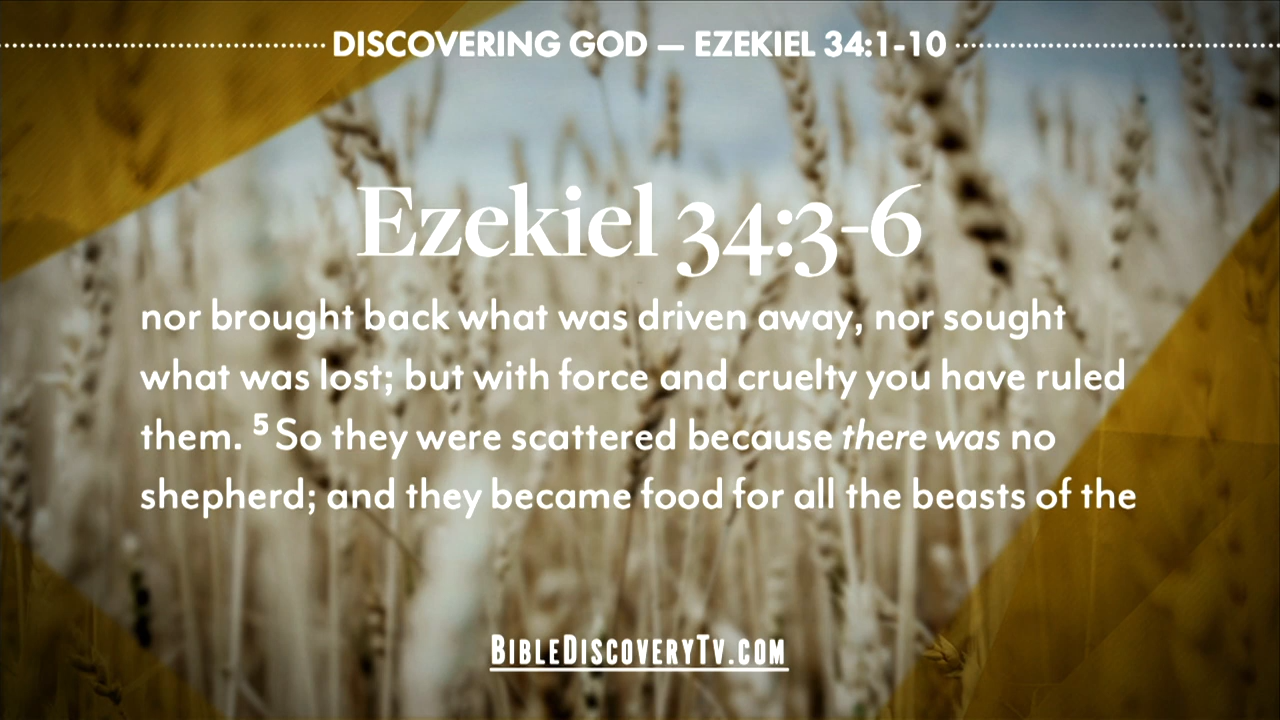 DISCOVERING GOD — EZEKIEL 34:1-10
Ezekiel 34:3-6
nor brought back what was driven away, nor sought
what was lost; but with force and cruelty you have ruled
them. 5 So they were scattered because there was no
shepherd; and they became food for all the beasts of the
BIBLEDISCOVERYTV.COM